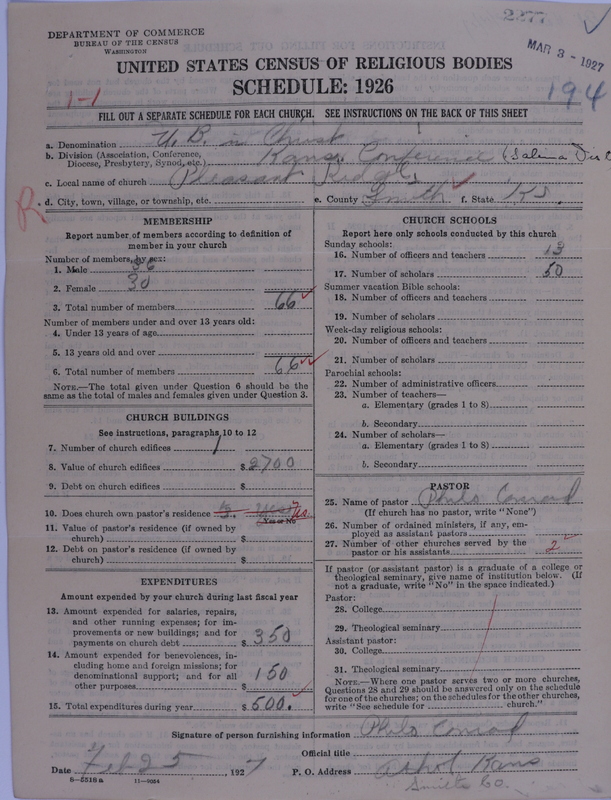 2277
DEPARTMENT OF COMMERCE
BUREAU OF THE CENSUS
WASHINGTON
MAR 3 - 1927
UNITED STATES CENSUS OF RELIGIOUS BODIES
SCHEDULE: 1926
1-1
194
FILL OUT A SEPARATE SCHEDULE FOR EACH CHURCH. SEE INSTRUCTIONS ON THE BACK OF THIS SHEET
a. Denomination U. B. in Christ
b. Division (Association, Conference, Diocese, Presbytery, Synod, etc.) Kans. Conference (Salina Dist
c. Local name of church Pleasant Ridge
R. d. City, town, village, or township, etc. e. County Smith f. State Ks.
MEMBERSHIP
Report number of members according to definition of member in your church
Number of members, by sex:
1. Male 36
2. Female 30
3. Total number of members 66
Number of members under and over 13 years old:
4. Under 13 years of age
5. 13 years old and over
6. Total number of members 66
NOTE.—The total given under Question 6 should be the same as the total of males and females given under Question 3.
CHURCH BUILDINGS
See instructions, paragraphs 10 to 12
7. Number of church edifices 1
8. Value of church edifices $2700
9. Debt on church edifices $
10. Does church own pastor's residence Yes
Yes or No
11. Value of pastor's residence (if owned by church) $
12. Debt on pastor's residence (if owned by church) $
EXPENDITURES
Amount expended by your church during last fiscal year
13. Amount expended for salaries, repairs, and other running expenses; for improvements or new buildings; and for payments on church debt $350
14. Amount expended for benevolences, including home and foreign missions; for denominational support; and for all other purposes $150
15. Total expenditures during year $500.
CHURCH SCHOOLS
Report here only schools conducted by this church
Sunday schools:
16. Number of officers and teachers 13
17. Number of scholars 50
Summer vacation Bible schools:
18. Number of officers and teachers
19. Number of scholars
Week-day religious schools:
20. Number of officers and teachers
21. Number of scholars
Parochial schools:
22. Number of administrative officers
23. Number of teachers—
a. Elementary (grades 1 to 8)
b. Secondary
24. Number of scholars—
a. Elementary (grades 1 to 8)
b. Secondary
PASTOR
25. Name of pastor Philo Conrad
(If church has no pastor, write "None")
26. Number of ordained ministers, if any, employed as assistant pastors
27. Number of other churches served by the pastor or his assistants 2
If pastor (or assistant pastor) is a graduate of a college or theological seminary, give name of institution below. (If not a graduate, write "No" in the space indicated.)
Pastor:
28. College
29. Theological seminary
Assistant pastor:
30. College
31. Theological seminary
NOTE.—Where one pastor serves two or more churches, Questions 28 and 29 should be answered only on the schedule for one of the churches; on the schedules for the other churches, write "See schedule for church."
Signature of person furnishing information Philo Conrad
Official title
Date Feb 25, 1927
P. O. Address Athol Kans
Smith Co.
8-5518a 11-9084